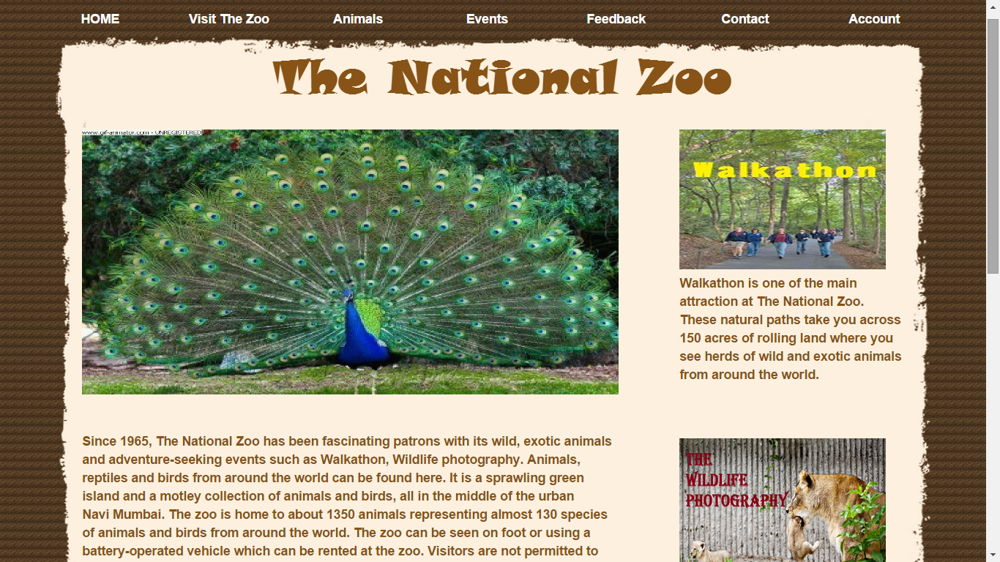 HOME Visit The Zoo Animals Events Feedback Contact Account
The National Zoo
www.gif-animator.com - UNREGISTERED
Walkathon
Walkathon is one of the main
attraction at The National Zoo.
These natural paths take you across
150 acres of rolling land where you
see herds of wild and exotic animals
from around the world.
Since 1965, The National Zoo has been fascinating patrons with its wild, exotic animals
and adventure-seeking events such as Walkathon, Wildlife photography. Animals,
reptiles and birds from around the world can be found here. It is a sprawling green
island and a motley collection of animals and birds, all in the middle of the urban
Navi Mumbai. The zoo is home to about 1350 animals representing almost 130 species
of animals and birds from around the world. The zoo can be seen on foot or using a
battery-operated vehicle which can be rented at the zoo. Visitors are not permitted to
THE
WILDLIFE
PHOTOGRAPHY